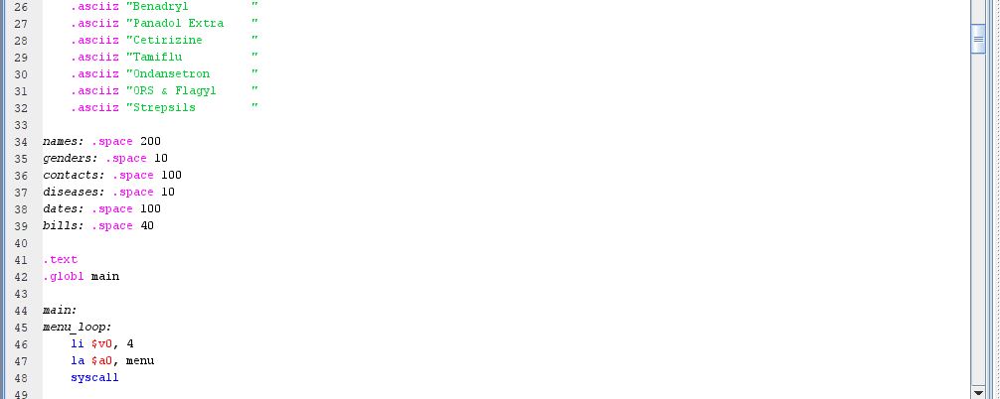 26 .asciiz "Benadryl         "
27 .asciiz "Panadol Extra    "
28 .asciiz "Cetirizine       "
29 .asciiz "Tamiflu          "
30 .asciiz "Ondansetron      "
31 .asciiz "ORS & Flagyl     "
32 .asciiz "Strepsils        "
33
34 names: .space 200
35 genders: .space 10
36 contacts: .space 100
37 diseases: .space 10
38 dates: .space 100
39 bills: .space 40
40
41 .text
42 .globl main
43
44 main:
45 menu_loop:
46 li $v0, 4
47 la $a0, menu
48 syscall
49